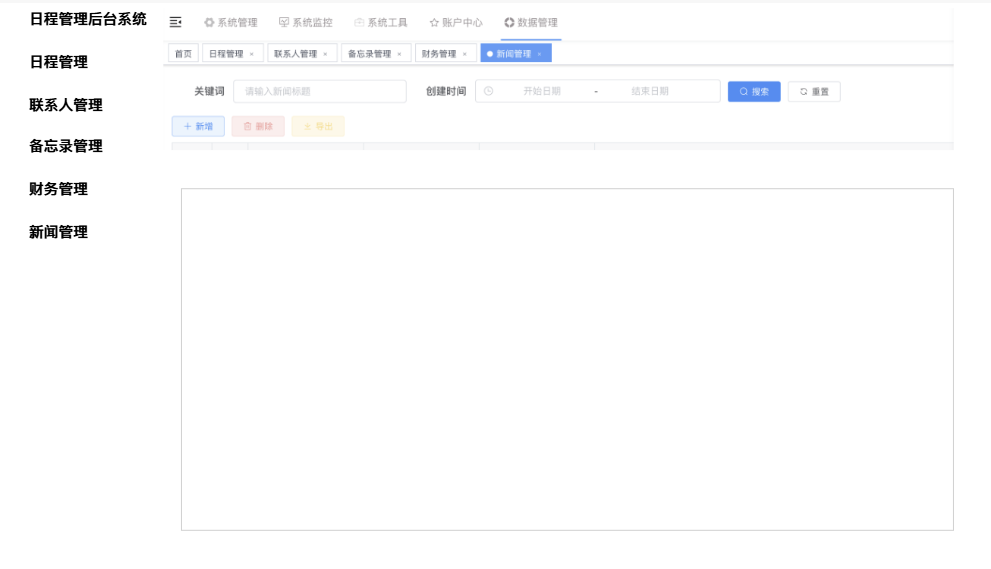 日程管理后台系统
系统管理 系统监控 系统工具 账户中心 数据管理
首页 日程管理 × 联系人管理 × 备忘录管理 × 财务管理 × 新闻管理 ×
日程管理
关键词 请输入新闻标题 创建时间 开始日期 - 结束日期 搜索 重置
联系人管理
+ 新增 删除 导出
备忘录管理
财务管理
新闻管理